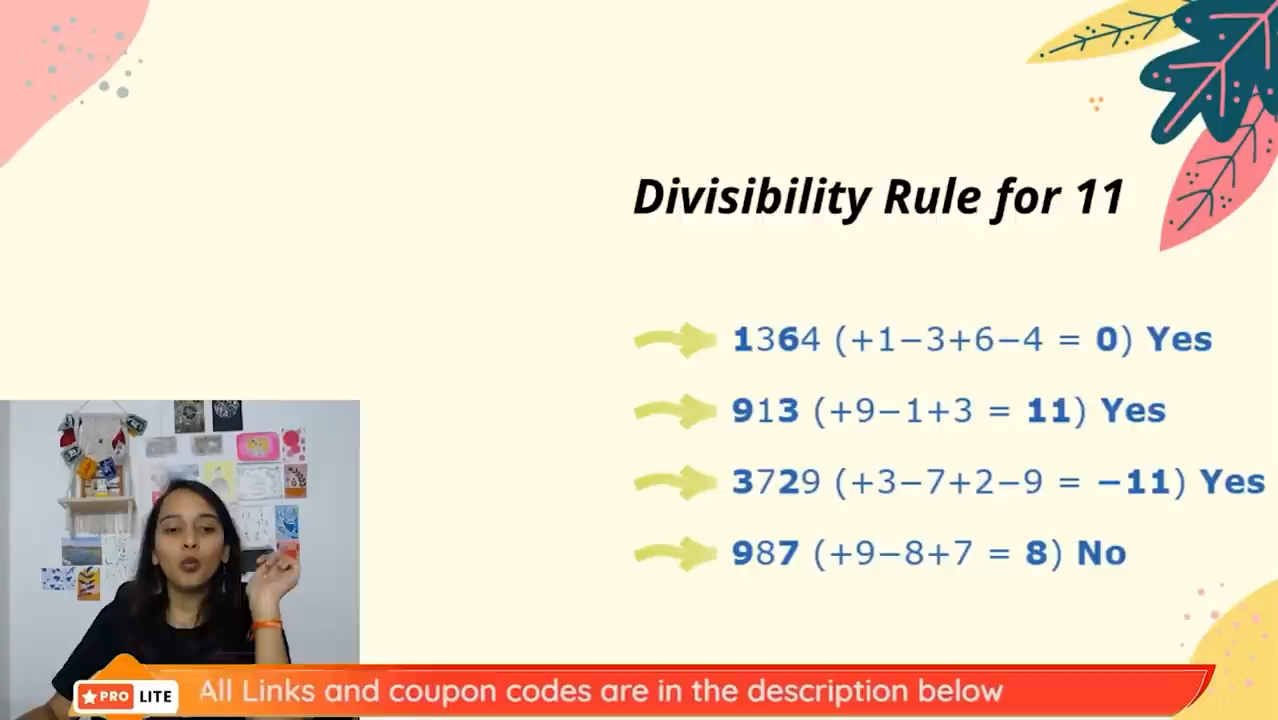 Divisibility Rule for 11
1364 (+1−3+6−4 = 0) Yes
913 (+9−1+3 = 11) Yes
3729 (+3−7+2−9 = −11) Yes
987 (+9−8+7 = 8) No
PRO LITE All Links and coupon codes are in the description below